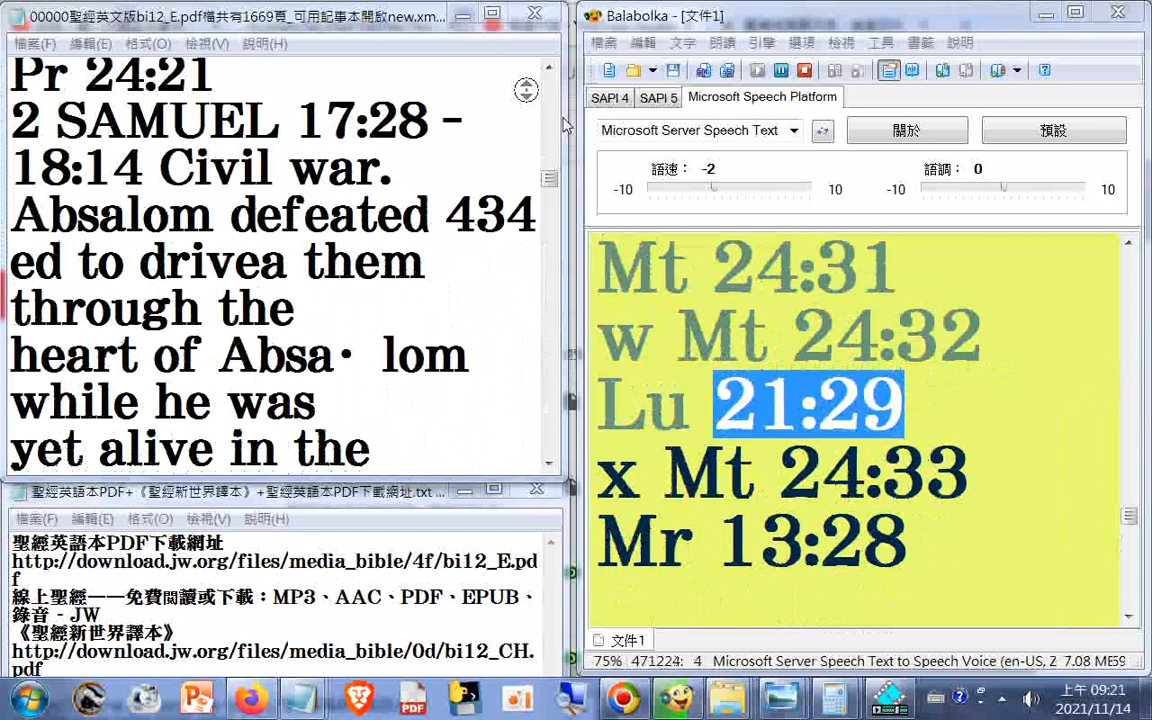 00000聖經英文版bi12_E.pdf檔共有1669頁_可用記事本開啟new.xm...
檔案(F) 編輯(E) 格式(O) 檢視(V) 說明(H)
Pr 24:21
2 SAMUEL 17:28 –
18:14 Civil war.
Absalom defeated 434
ed to drivea them
through the
heart of Absa· lom
while he was
yet alive in the
聖經英語本PDF+《聖經新世界譯本》+聖經英語本PDF下載網址.txt ...
檔案(F) 編輯(E) 格式(O) 檢視(V) 說明(H)
聖經英語本PDF下載網址
http://download.jw.org/files/media_bible/4f/bi12_E.pd
f
線上聖經——免費閱讀或下載：MP3、AAC、PDF、EPUB、
錄音 - JW
《聖經新世界譯本》
http://download.jw.org/files/media_bible/0d/bi12_CH.
pdf
Balabolka - [文件1]
檔案 編輯 文字 朗讀 引擎 選項 檢視 工具 書籤 說明
SAPI 4 SAPI 5 Microsoft Speech Platform
Microsoft Server Speech Text 關於 預設
語速: -2 語調: 0
-10 10 -10 10
Mt 24:31
w Mt 24:32
Lu 21:29
x Mt 24:33
Mr 13:28
文件1
75% 471224: 4 Microsoft Server Speech Text to Speech Voice (en-US, Z 7.08 ME59
上午 09:21
2021/11/14